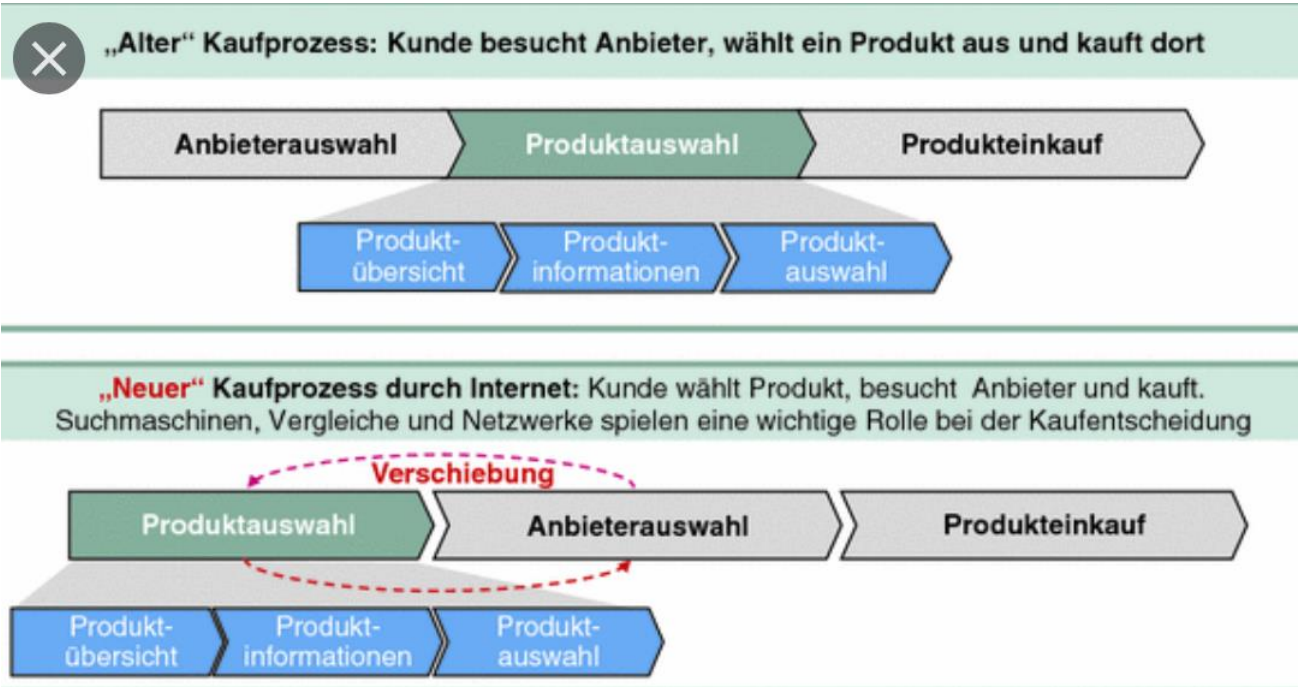 „Alter“ Kaufprozess: Kunde besucht Anbieter, wählt ein Produkt aus und kauft dort
Anbieterauswahl
Produktauswahl
Produkteinkauf
Produkt-
übersicht
Produkt-
informationen
Produkt-
auswahl
„Neuer“ Kaufprozess durch Internet: Kunde wählt Produkt, besucht Anbieter und kauft.
Suchmaschinen, Vergleiche und Netzwerke spielen eine wichtige Rolle bei der Kaufentscheidung
Verschiebung
Produktauswahl
Anbieterauswahl
Produkteinkauf
Produkt-
übersicht
Produkt-
informationen
Produkt-
auswahl